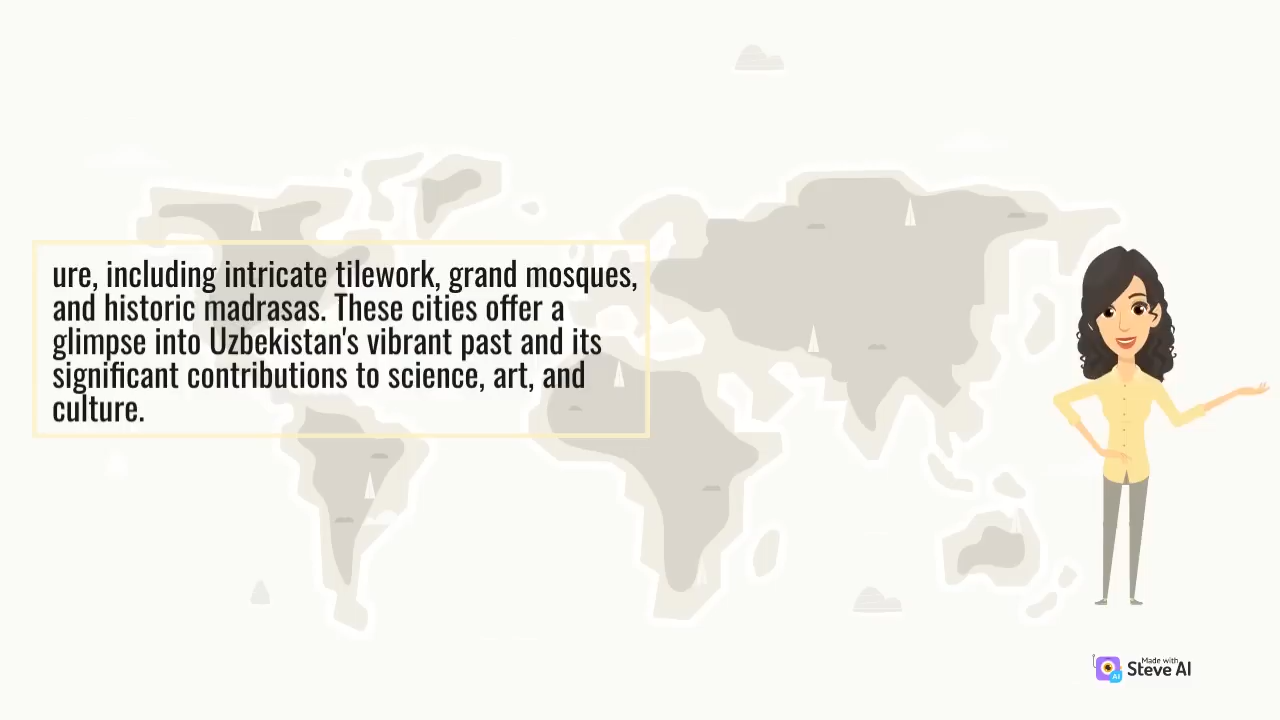 ure, including intricate tilework, grand mosques,
and historic madrasas. These cities offer a
glimpse into Uzbekistan's vibrant past and its
significant contributions to science, art, and
culture.
Made with
Steve AI
AI